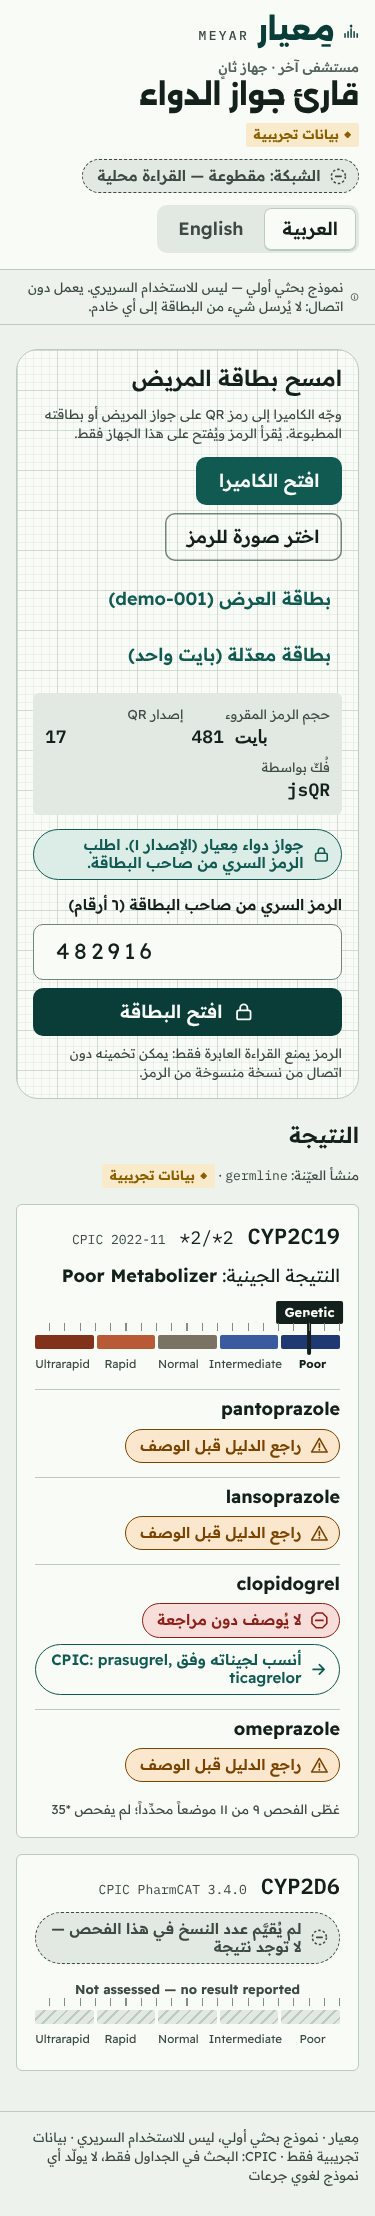 مِعيار MEYAR
مستشفى آخر · جهاز ثانٍ
قارئ جواز الدواء
بيانات تجريبية
الشبكة: مقطوعة — القراءة محلية
العربية English
نموذج بحثي أولي — ليس للاستخدام السريري. يعمل دون
اتصال: لا يُرسل شيء من البطاقة إلى أي خادم.
امسح بطاقة المريض
وجّه الكاميرا إلى رمز QR على جواز المريض أو بطاقته
المطبوعة. يُقرأ الرمز ويُفتح على هذا الجهاز فقط.
افتح الكاميرا
اختر صورة للرمز
بطاقة العرض (demo-001)
بطاقة معدّلة (بايت واحد)
حجم الرمز المقروء إصدار QR
481 بايت 17
فُكّ بواسطة
jsQR
جواز دواء مِعيار (الإصدار ١). اطلب
الرمز السري من صاحب البطاقة.
الرمز السري من صاحب البطاقة (٦ أرقام)
482916
افتح البطاقة
الرمز يمنع القراءة العابرة فقط: يمكن تخمينه دون
اتصال من نسخة منسوخة من الرمز.
النتيجة
منشأ العيّنة: germline · بيانات تجريبية
CYP2C19 *2/*2 CPIC 2022-11
النتيجة الجينية: Poor Metabolizer
Genetic
Ultrarapid Rapid Normal Intermediate Poor
pantoprazole
راجع الدليل قبل الوصف
lansoprazole
راجع الدليل قبل الوصف
clopidogrel
لا يُوصف دون مراجعة
أنسب لجيناته وفق CPIC: prasugrel,
ticagrelor
omeprazole
راجع الدليل قبل الوصف
غطّى الفحص ٩ من ١١ موضعاً محدِّداً؛ لم يفحص *35
CYP2D6 CPIC PharmCAT 3.4.0
لم يُقيَّم عدد النسخ في هذا الفحص —
لا توجد نتيجة
Not assessed — no result reported
Ultrarapid Rapid Normal Intermediate Poor
مِعيار · نموذج بحثي أولي، ليس للاستخدام السريري · بيانات
تجريبية فقط · CPIC: البحث في الجداول فقط، لا يولّد أي
نموذج لغوي جرعات